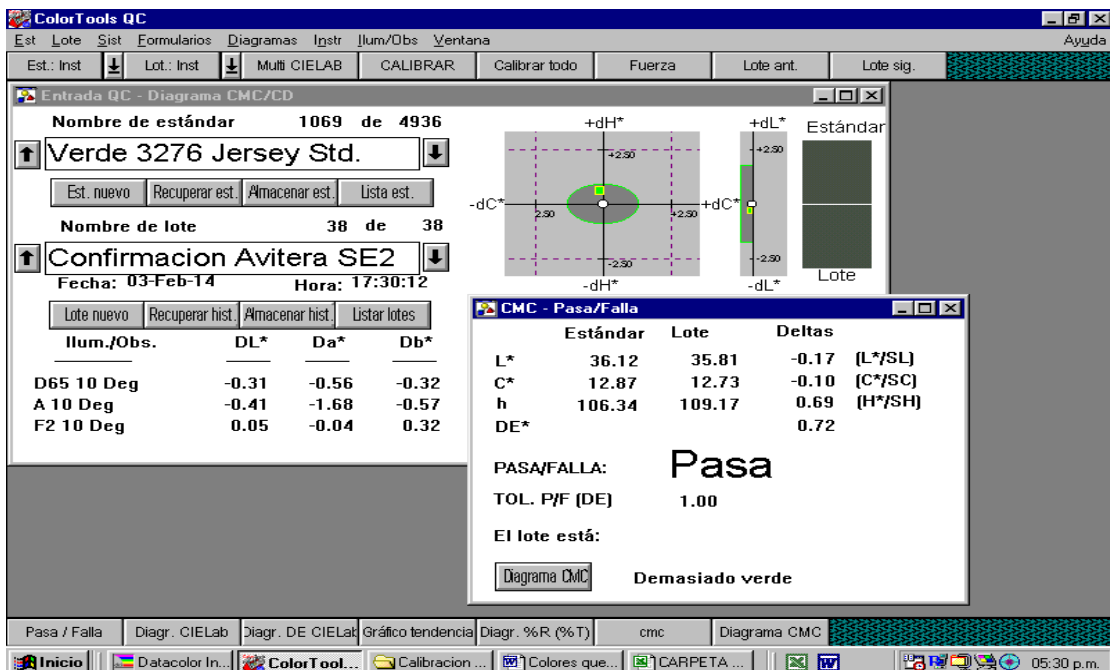 ColorTools QC
Est Lote Sist Formularios Diagramas Instr Ilum/Obs Ventana Ayuda
Est.: Inst Lot.: Inst Multi CIELAB CALIBRAR Calibrar todo Fuerza Lote ant. Lote sig.
Entrada QC - Diagrama CMC/CD
Nombre de estándar 1069 de 4936
Verde 3276 Jersey Std.
Est. nuevo Recuperar est. Almacenar est. Lista est.
Nombre de lote 38 de 38
Confirmacion Avitera SE2
Fecha: 03-Feb-14 Hora: 17:30:12
Lote nuevo Recuperar hist. Almacenar hist. Listar lotes
Ilum./Obs. DL* Da* Db*
D65 10 Deg -0.31 -0.56 -0.32
A 10 Deg -0.41 -1.68 -0.57
F2 10 Deg 0.05 -0.04 0.32
+dH*
+2.50
-dC* 2.50 +2.50 +dC*
-2.50
-dH*
+dL*
+2.50
-2.50
-dL*
Estándar
Lote
CMC - Pasa/Falla
Estándar Lote Deltas
L* 36.12 35.81 -0.17 (L*/SL)
C* 12.87 12.73 -0.10 (C*/SC)
h 106.34 109.17 0.69 (H*/SH)
DE* 0.72
PASA/FALLA: Pasa
TOL. P/F (DE) 1.00
El lote está:
Diagrama CMC Demasiado verde
Pasa / Falla Diagr. CIELab Diagr. DE CIELab Gráfico tendencia Diagr. %R (%T) cmc Diagrama CMC
Inicio Datacolor In... ColorTool... Calibracion ... Colores que... CARPETA ... 05:30 p.m.